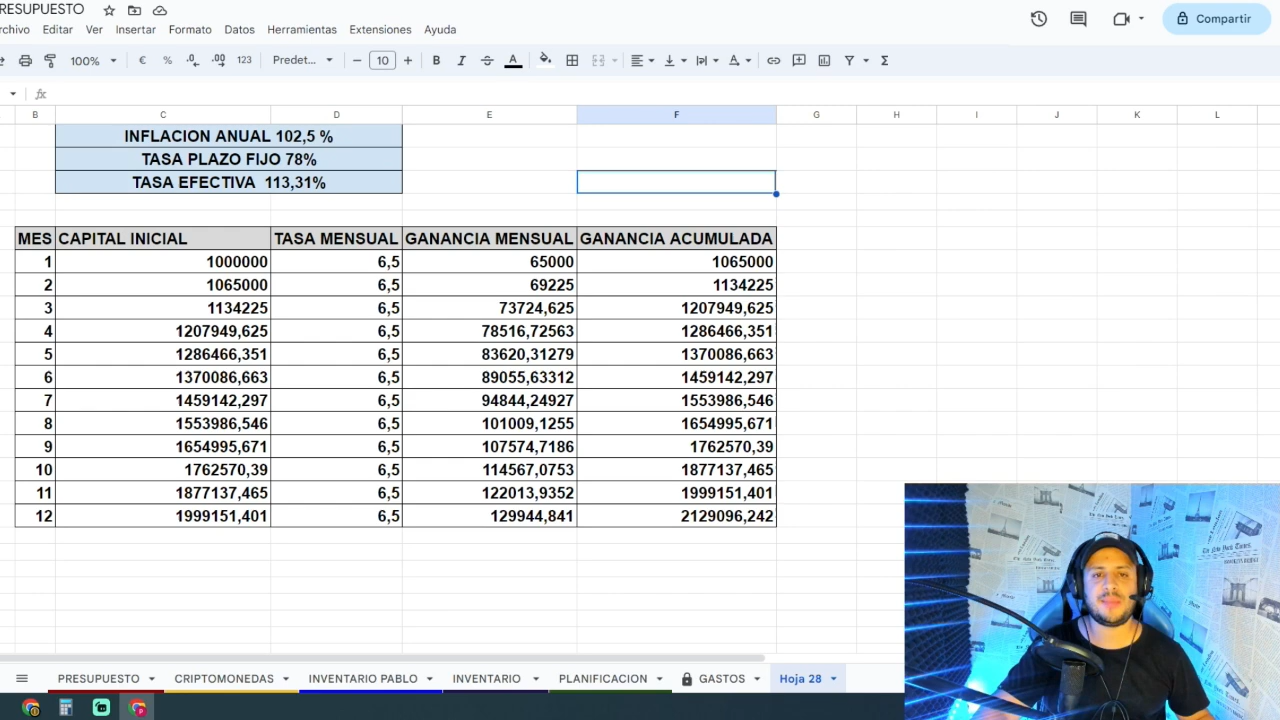 RESUPUESTO
rchivo Editar Ver Insertar Formato Datos Herramientas Extensiones Ayuda
Compartir
100% € % .0 .00 123 Predet... 10 B I A
fx
B C D E F G H I J K L
INFLACION ANUAL 102,5 %
TASA PLAZO FIJO 78%
TASA EFECTIVA 113,31%
MES CAPITAL INICIAL TASA MENSUAL GANANCIA MENSUAL GANANCIA ACUMULADA
1 1000000 6,5 65000 1065000
2 1065000 6,5 69225 1134225
3 1134225 6,5 73724,625 1207949,625
4 1207949,625 6,5 78516,72563 1286466,351
5 1286466,351 6,5 83620,31279 1370086,663
6 1370086,663 6,5 89055,63312 1459142,297
7 1459142,297 6,5 94844,24927 1553986,546
8 1553986,546 6,5 101009,1255 1654995,671
9 1654995,671 6,5 107574,7186 1762570,39
10 1762570,39 6,5 114567,0753 1877137,465
11 1877137,465 6,5 122013,9352 1999151,401
12 1999151,401 6,5 129944,841 2129096,242
PRESUPUESTO CRIPTOMONEDAS INVENTARIO PABLO INVENTARIO PLANIFICACION GASTOS Hoja 28